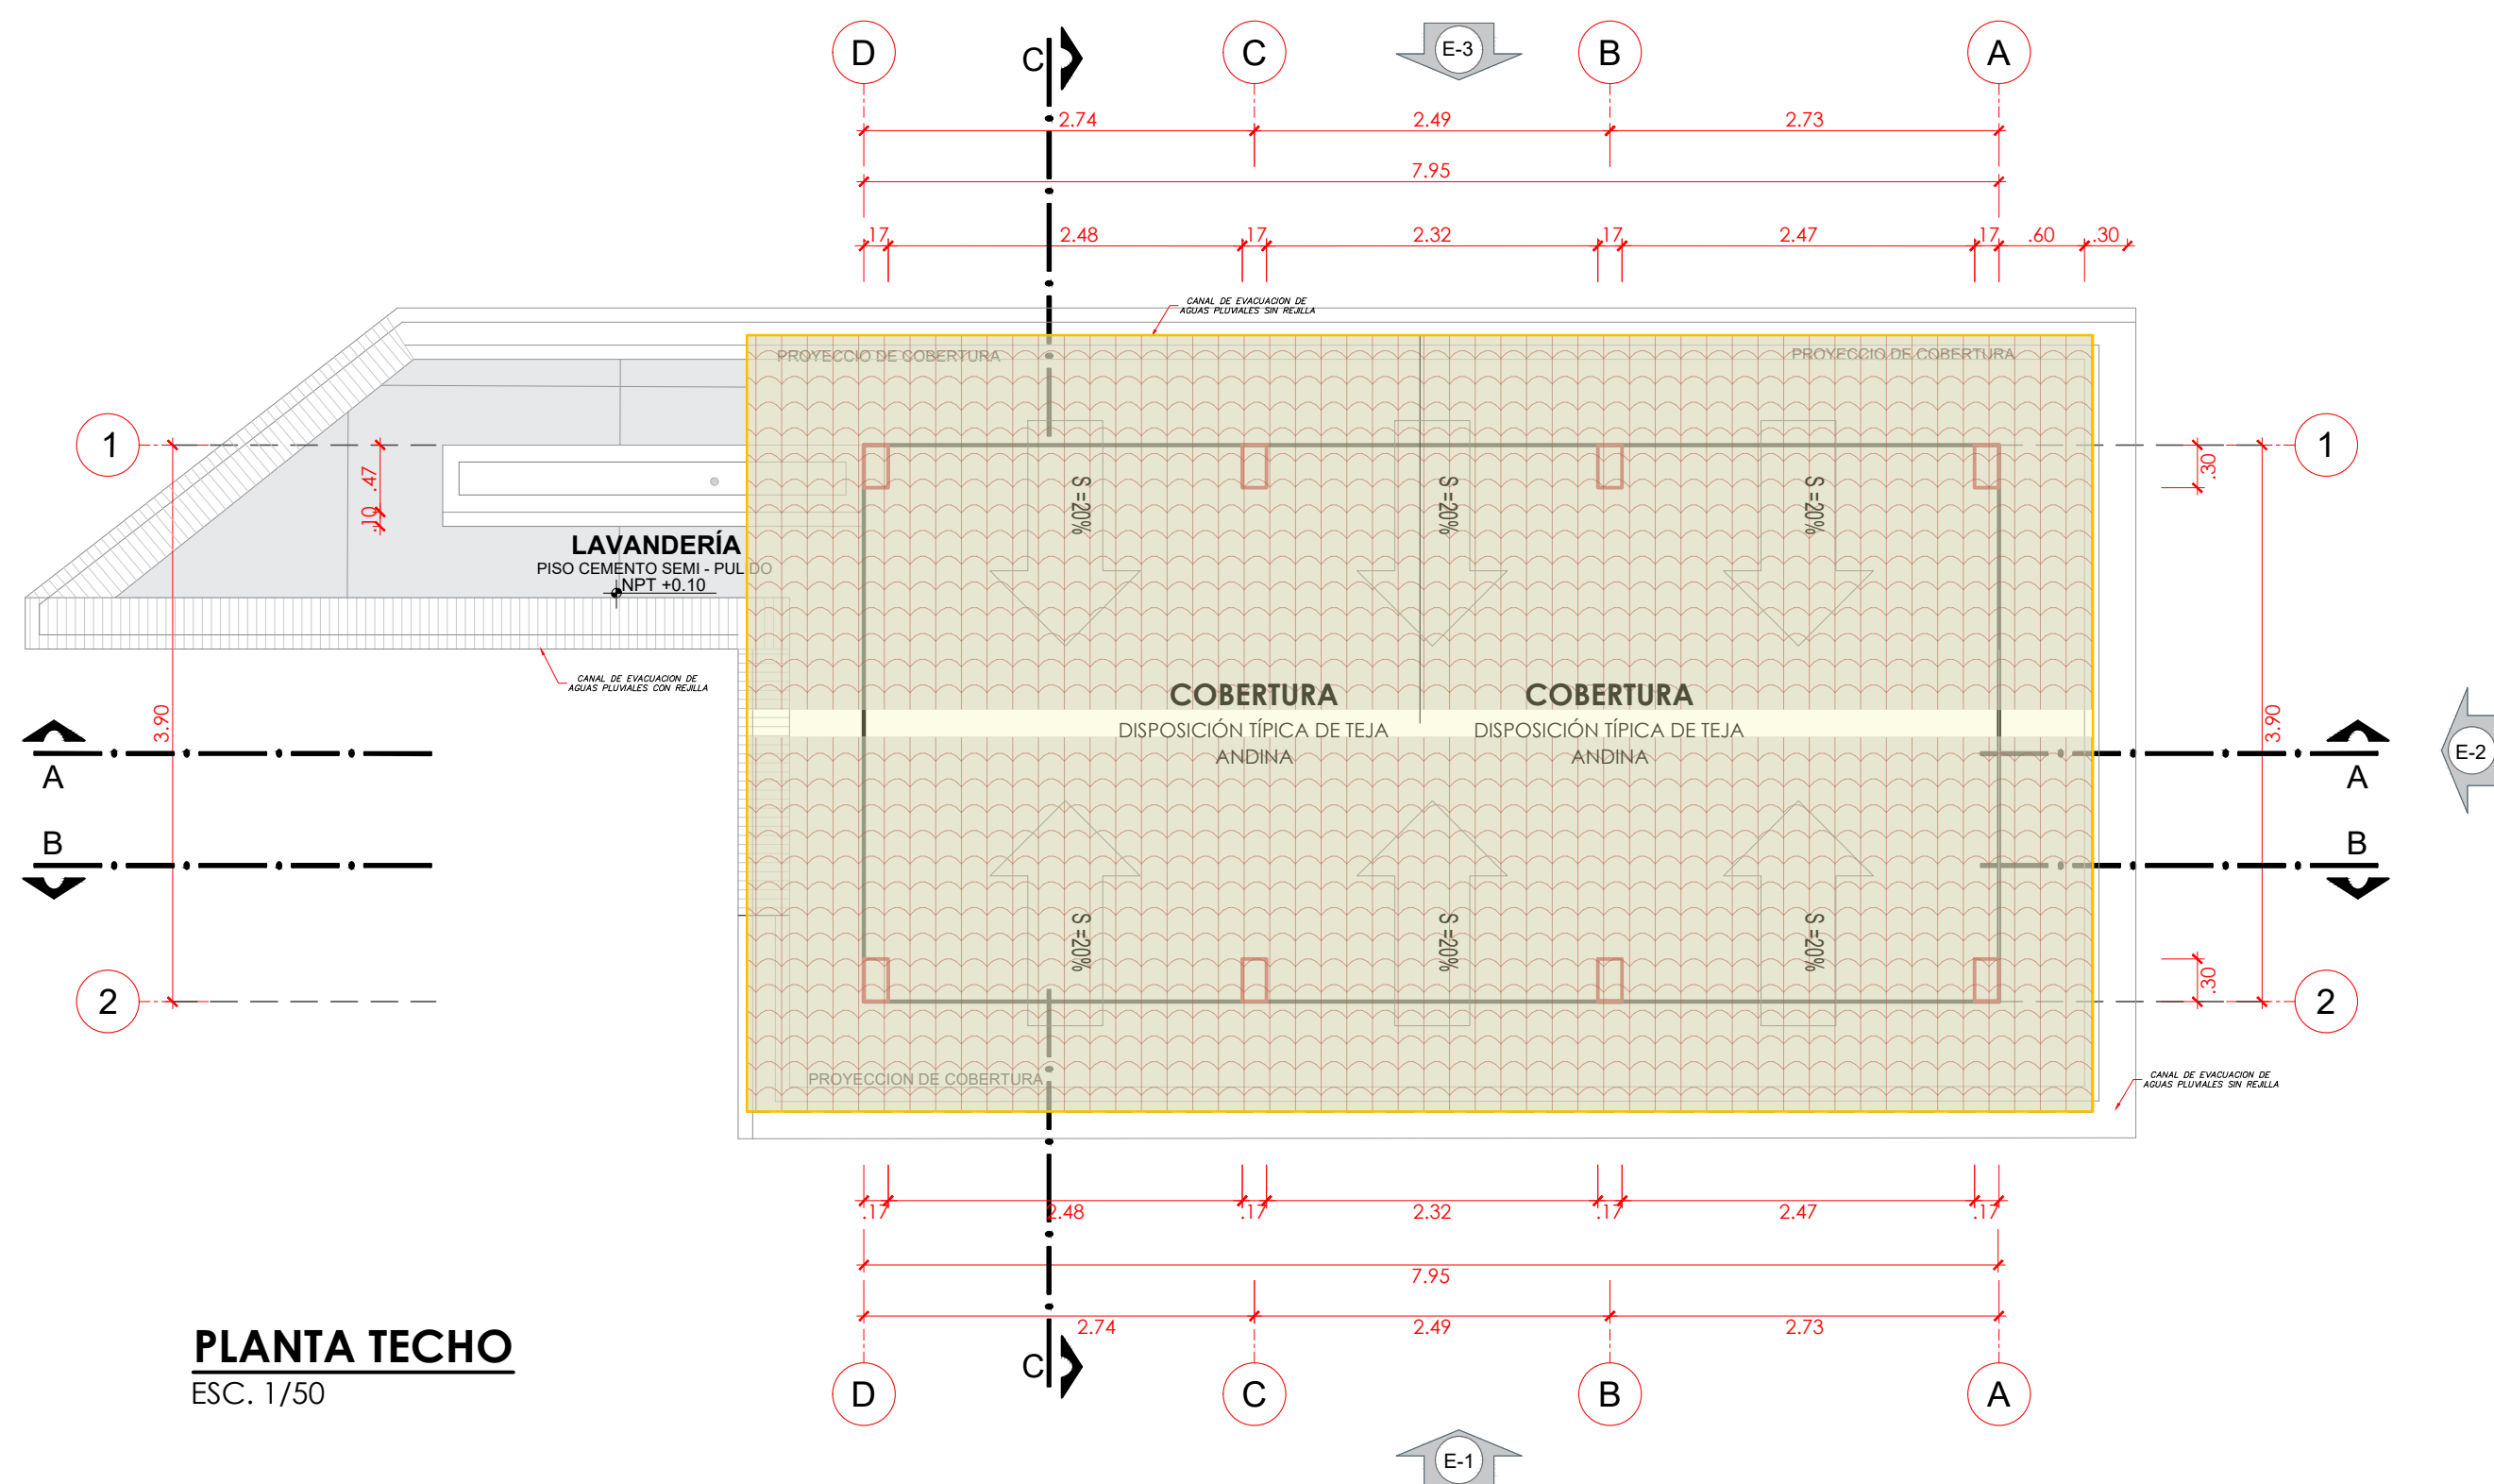 D
C
C
E-3
B
A
2.74
2.49
2.73
7.95
.17
2.48
.17
2.32
.17
2.47
.17
.60
.30
CANAL DE EVACUACION DE
AGUAS PLUVIALES SIN REJILLA
PROYECCIO DE COBERTURA
PROYECCIO DE COBERTURA
1
.47
.10
S =20%
S =20%
S =20%
.30
1
LAVANDERÍA
PISO CEMENTO SEMI - PULIDO
NPT +0.10
CANAL DE EVACUACION DE
AGUAS PLUVIALES CON REJILLA
3.90
COBERTURA
DISPOSICIÓN TÍPICA DE TEJA
ANDINA
COBERTURA
DISPOSICIÓN TÍPICA DE TEJA
ANDINA
3.90
E-2
A
A
B
B
S =20%
S =20%
S =20%
.30
2
2
PROYECCION DE COBERTURA
CANAL DE EVACUACION DE
AGUAS PLUVIALES SIN REJILLA
.17
2.48
.17
2.32
.17
2.47
.17
7.95
2.74
2.49
2.73
PLANTA TECHO
ESC. 1/50
D
C
C
B
A
E-1